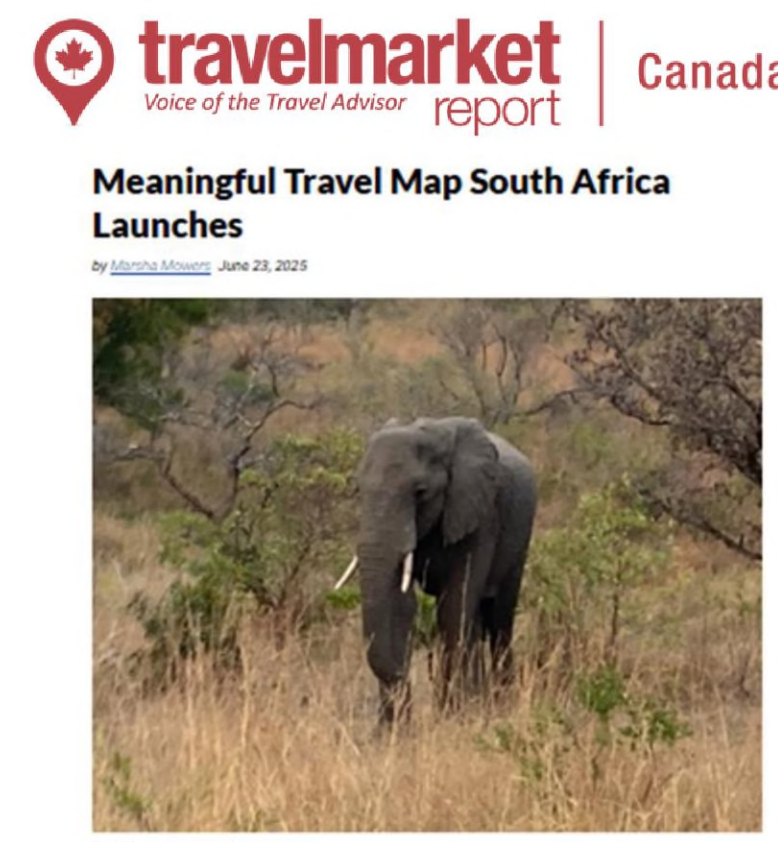 travelmarket
Voice of the Travel Advisor report
Canada
Meaningful Travel Map South Africa
Launches
by Marsha Mowers June 23, 2025